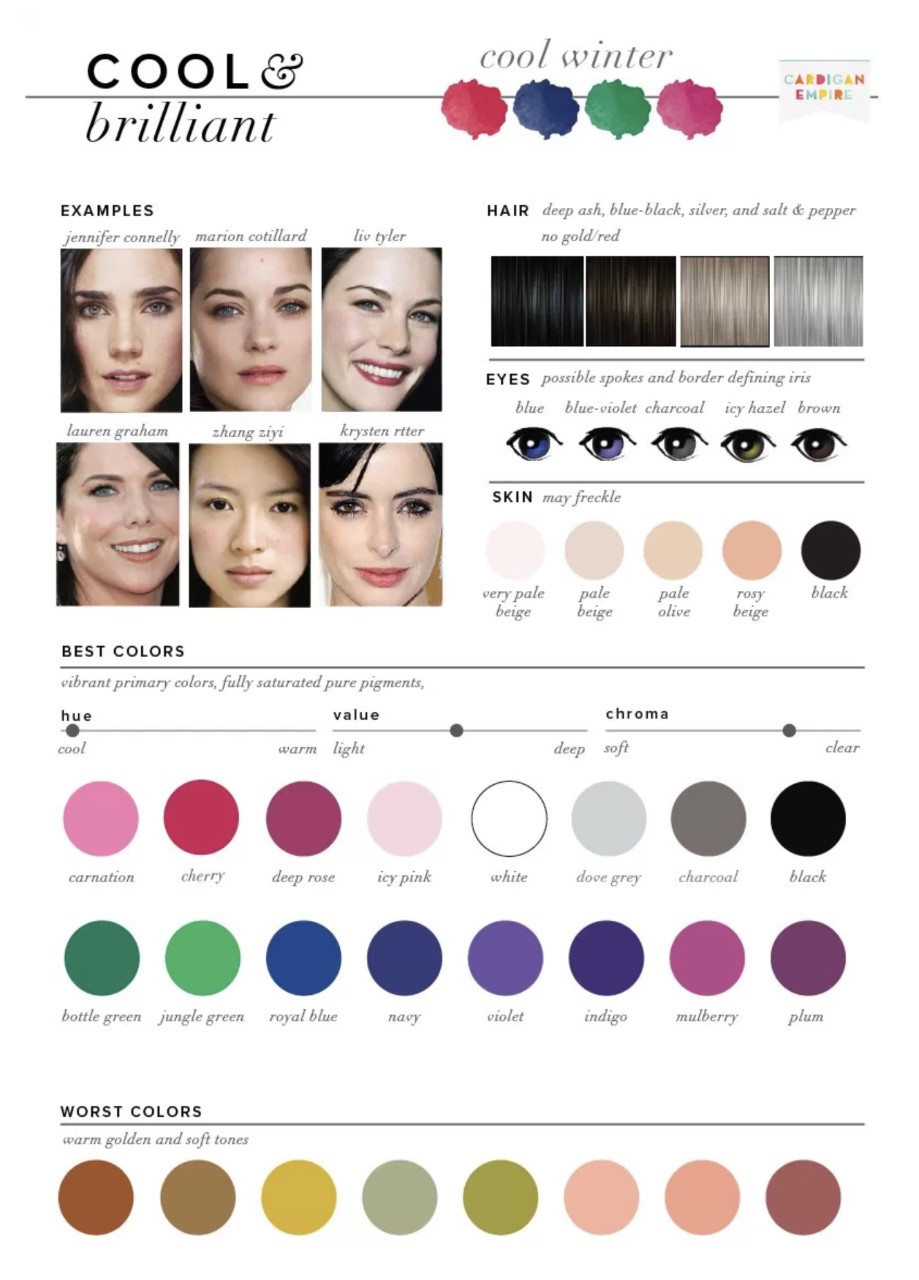 COOL &
brilliant
cool winter
CARDIGAN
EMPIRE
EXAMPLES
jennifer connelly marion cotillard liv tyler
lauren graham zhang ziyi krysten rtter
HAIR deep ash, blue-black, silver, and salt & pepper
no gold/red
EYES possible spokes and border defining iris
blue blue-violet charcoal icy hazel brown
SKIN may freckle
very pale pale pale rosy black
beige beige olive beige
BEST COLORS
vibrant primary colors, fully saturated pure pigments,
hue value chroma
cool warm light deep soft clear
carnation cherry deep rose icy pink white dove grey charcoal black
bottle green jungle green royal blue navy violet indigo mulberry plum
WORST COLORS
warm golden and soft tones